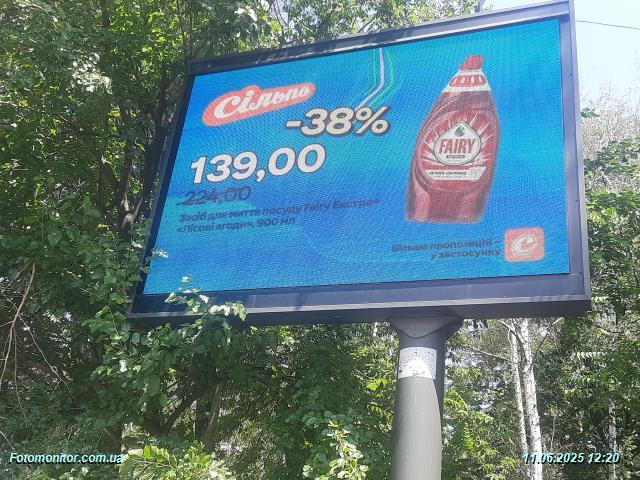 Сільпо
-38%
139,00
224,00
Засіб для миття посуду Fairy Екстра+
«Лісові ягоди», 900 мл
FAIRY
Більше пропозицій –
у застосунку
Fotomonitor.com.ua
11.06.2025 12:20